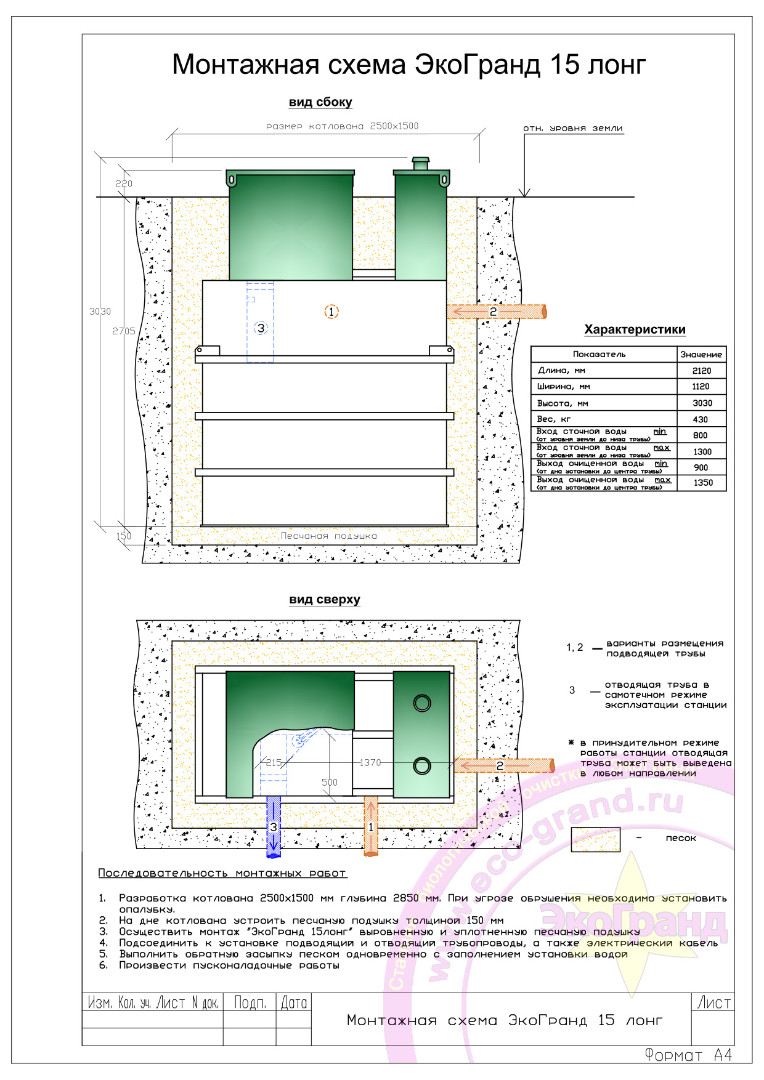 Монтажная схема ЭкоГранд 15 лонг
вид сбоку
размер котлована 2500х1500
отн. уровня земли
220
3030
2705
150
1
2
3
Песчаная подушка
Характеристики
Показатель Значение
Длина, мм 2120
Ширина, мм 1120
Высота, мм 3030
Вес, кг 430
Вход сточной воды min 800
(от уровня земли до низа трубы)
Вход сточной воды max 1300
(от уровня земли до низа трубы)
Выход очищенной воды min 900
(от дна установки до центра трубы)
Выход очищенной воды max 1350
(от дна установки до центра трубы)
вид сверху
215
1370
500
2
3
1
1, 2 — варианты размещения
подводящей трубы
3 — отводящая труба в
самотечном режиме
эксплуатации станции
* в принудительном режиме
работы станции отводящая
труба может быть выведена
в любом направлении
- песок
www.eco-grand.ru
ЭкоГранд
Последовательность монтажных работ
1. Разработка котлована 2500х1500 мм глубина 2850 мм. При угрозе обрушения необходимо установить
опалубку.
2. На дне котлована устроить песчаную подушку толщиной 150 мм
3. Осуществить монтаж "ЭкоГранд 15лонг" выровненную и уплотненную песчаную подушку
4. Подсоединить к установке подводящий и отводящий трубопроводы, а также электрический кабель
5. Выполнить обратную засыпку песком одновременно с заполнением установки водой
6. Произвести пусконаладочные работы
Изм. Кол. уч. Лист N док. Подп. Дата
Монтажная схема ЭкоГранд 15 лонг
Лист
Формат А4